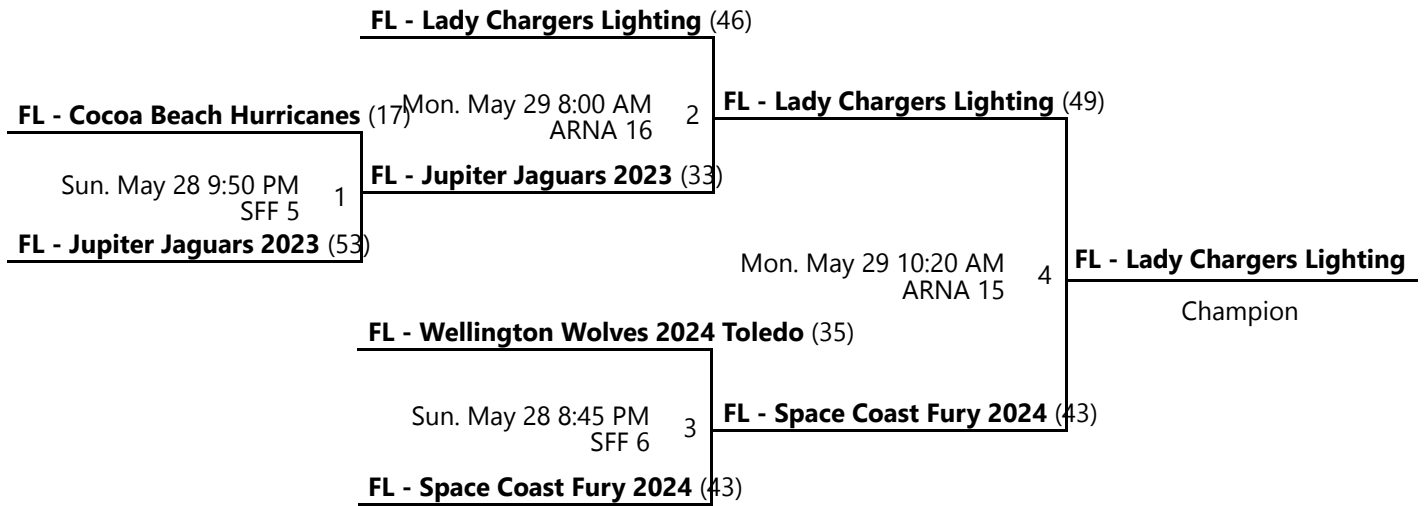 FL - Lady Chargers Lighting (46)
FL - Cocoa Beach Hurricanes (17)
Mon. May 29 8:00 AM
ARNA 16
2
FL - Lady Chargers Lighting (49)
Sun. May 28 9:50 PM
SFF 5
1
FL - Jupiter Jaguars 2023 (33)
FL - Jupiter Jaguars 2023 (53)
Mon. May 29 10:20 AM
ARNA 15
4
FL - Lady Chargers Lighting
Champion
FL - Wellington Wolves 2024 Toledo (35)
Sun. May 28 8:45 PM
SFF 6
3
FL - Space Coast Fury 2024 (43)
FL - Space Coast Fury 2024 (43)